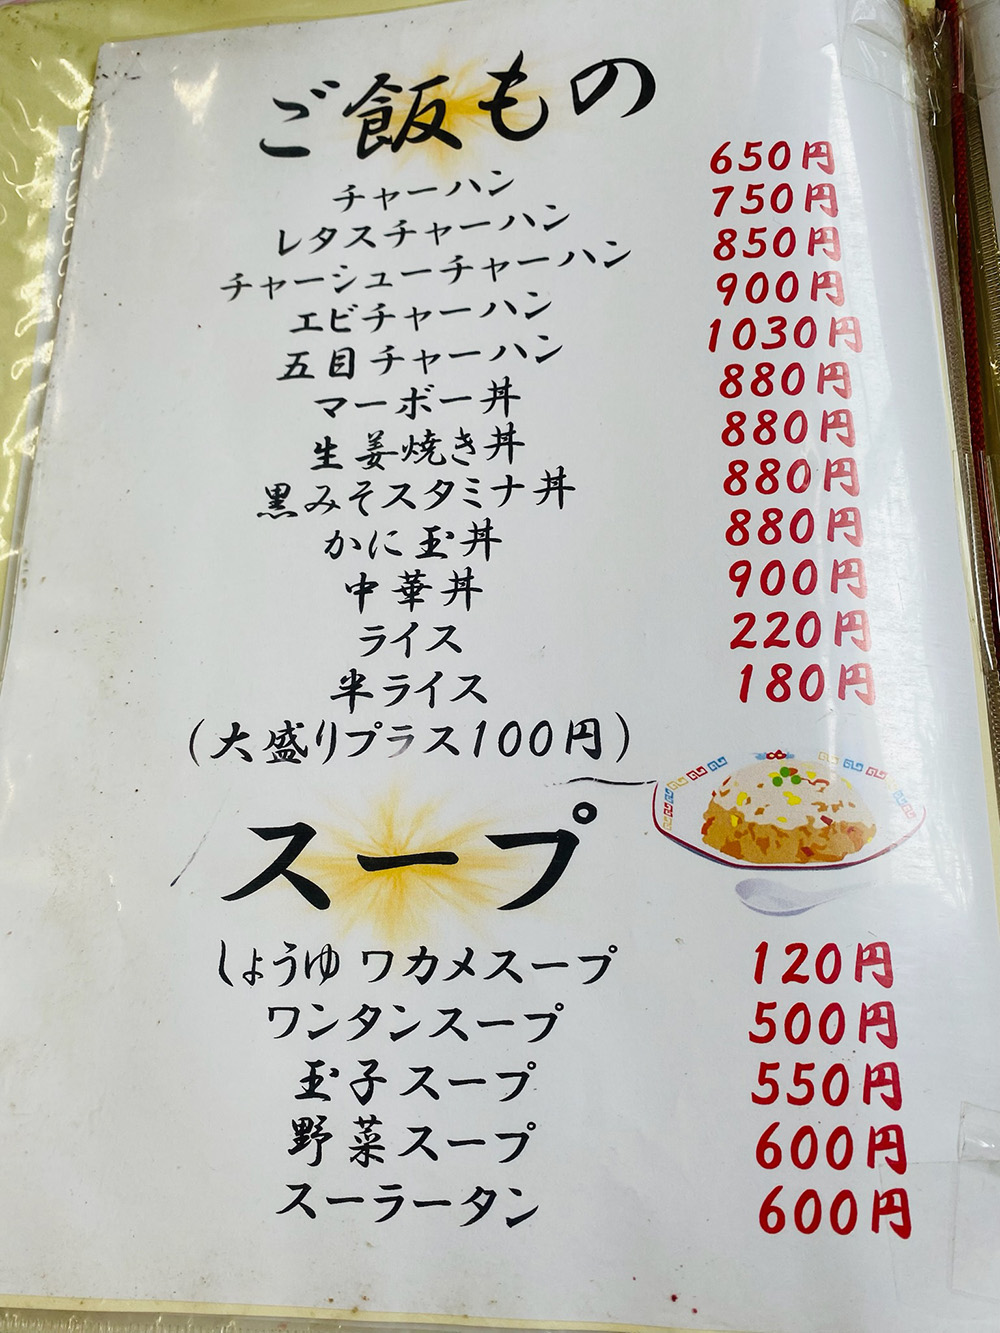 ご飯もの
チャーハン 650円
レタスチャーハン 750円
チャーシューチャーハン 850円
エビチャーハン 900円
五目チャーハン 1030円
マーボー丼 880円
生姜焼き丼 880円
黒みそスタミナ丼 880円
かに玉丼 880円
中華丼 900円
ライス 220円
半ライス 180円
(大盛りプラス100円)
スープ
しょうゆワカメスープ 120円
ワンタンスープ 500円
玉子スープ 550円
野菜スープ 600円
スーラータン 600円